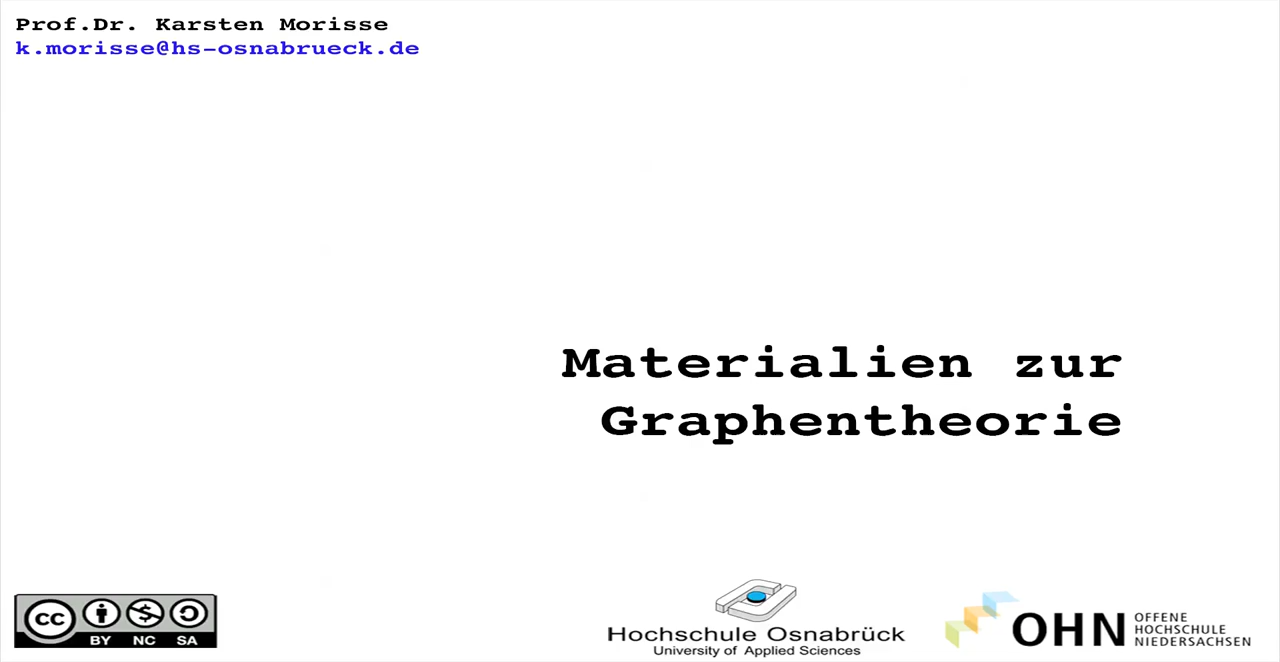 Prof.Dr. Karsten Morisse
k.morisse@hs-osnabrueck.de
Materialien zur
Graphentheorie
cc
BY NC SA
Hochschule Osnabrück
University of Applied Sciences
OHN
OFFENE
HOCHSCHULE
NIEDERSACHSEN